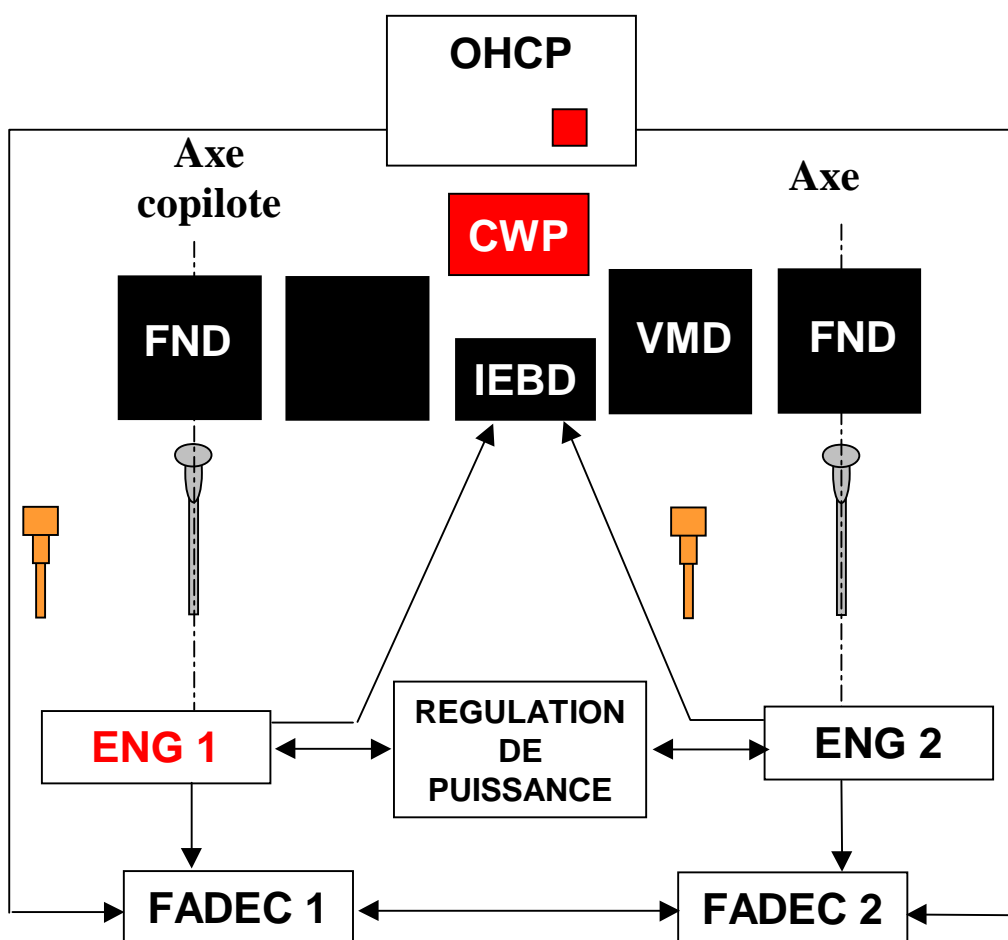 OHCP
Axe
copilote
Axe
CWP
FND
VMD
FND
IEBD
ENG 1
REGULATION
DE
PUISSANCE
ENG 2
FADEC 1
FADEC 2